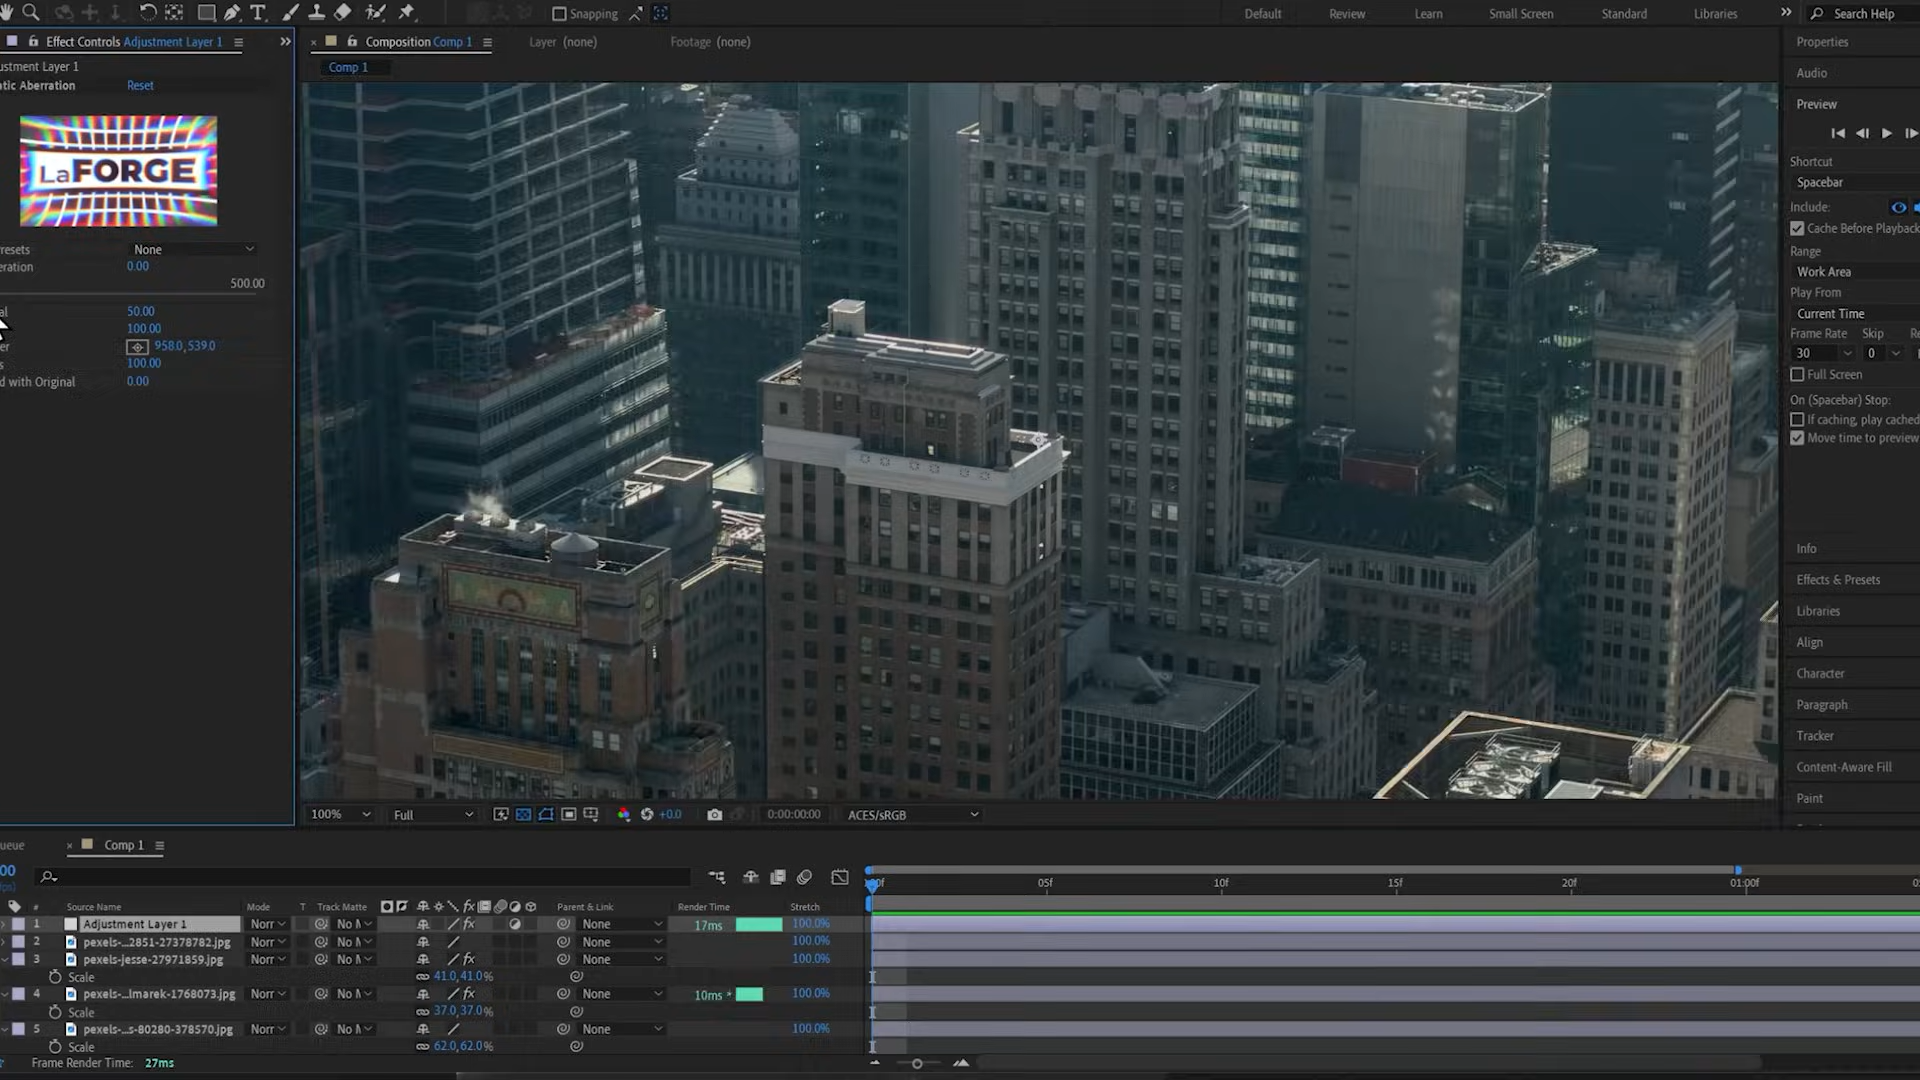 Snapping
Default
Review
Learn
Small Screen
Standard
Libraries
Search Help
Effect Controls Adjustment Layer 1
Composition Comp 1
Layer (none)
Footage (none)
Properties
ustment Layer 1
Comp 1
tic Aberration
Reset
Audio
Preview
LaFORGE
Shortcut
Spacebar
Include:
Cache Before Playback
Range
Work Area
Play From
Current Time
Frame Rate
Skip
Re
30
0
Full Screen
On (Spacebar) Stop:
If caching, play cached
Move time to preview
resets
None
eration
0.00
500.00
al
50.00
100.00
er
958.0,539.0
s
100.00
d with Original
0.00
Info
Effects & Presets
Libraries
Align
Character
Paragraph
Tracker
Content-Aware Fill
Paint
100%
Full
+0.0
0:00:00:00
ACES/sRGB
ueue
Comp 1
00
05f
10f
15f
20f
01:00f
#
Source Name
Mode
T
Track Matte
Parent & Link
Render Time
Stretch
1
Adjustment Layer 1
Norr
No M
None
17ms
100.0%
2
pexels-...2851-27378782.jpg
Norr
No M
None
100.0%
3
pexels-jesse-27971859.jpg
Norr
No M
None
100.0%
Scale
41.0,41.0%
4
pexels-...lmarek-1768073.jpg
Norr
No M
None
10ms *
100.0%
Scale
37.0,37.0%
5
pexels-...s-80280-378570.jpg
Norr
No M
None
100.0%
Scale
62.0,62.0%
Frame Render Time: 27ms